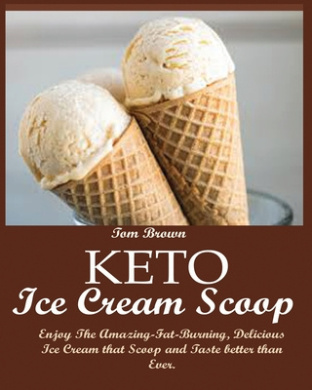 Tom Brown
KETO
Ice Cream Scoop
Enjoy The Amazing-Fat-Burning, Delicious
Ice Cream that Scoop and Taste better than
Ever.